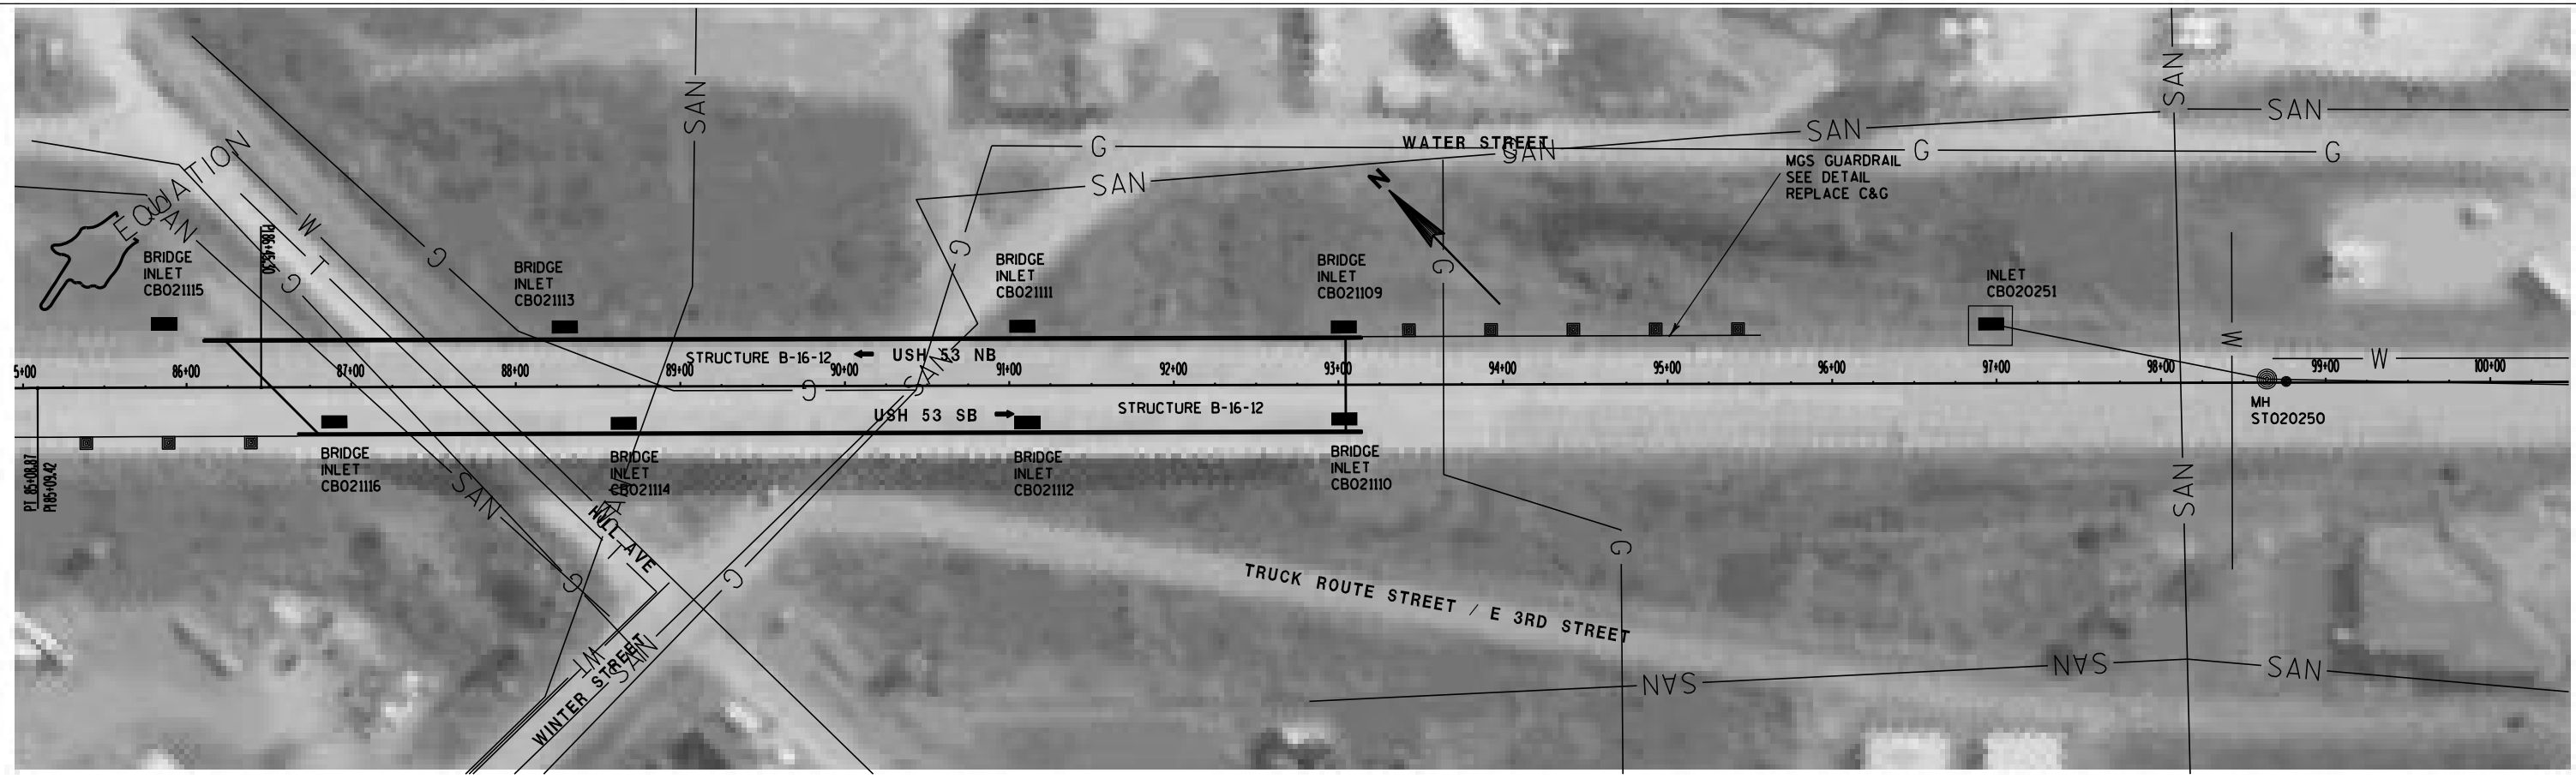 SAN
SAN
SAN
EQUATION
SAN
W
T
G
G
G
WATER STREET
G
SAN
SAN
SAN
G
G
MGS GUARDRAIL
SEE DETAIL
REPLACE C&G
N
G
G
BRIDGE
INLET
CB021115
BRIDGE
INLET
CB021113
BRIDGE
INLET
CB021111
BRIDGE
INLET
CB021109
INLET
CB020251
W
STRUCTURE B-16-12
USH 53 NB
SAN
W
5+00
86+00
87+00
88+00
89+00
90+00
91+00
92+00
93+00
94+00
95+00
96+00
97+00
98+00
99+00
100+00
G
USH 53 SB
STRUCTURE B-16-12
MH
ST020250
PT 85+08.87
PI 85+09.42
BRIDGE
INLET
CB021116
BRIDGE
INLET
CB021114
BRIDGE
INLET
CB021112
BRIDGE
INLET
CB021110
SAN
SAN
HILL AVE
T
G
G
G
TRUCK ROUTE STREET / E 3RD STREET
WINTER STREET
W
T
SAN
SAN
SAN
SAN